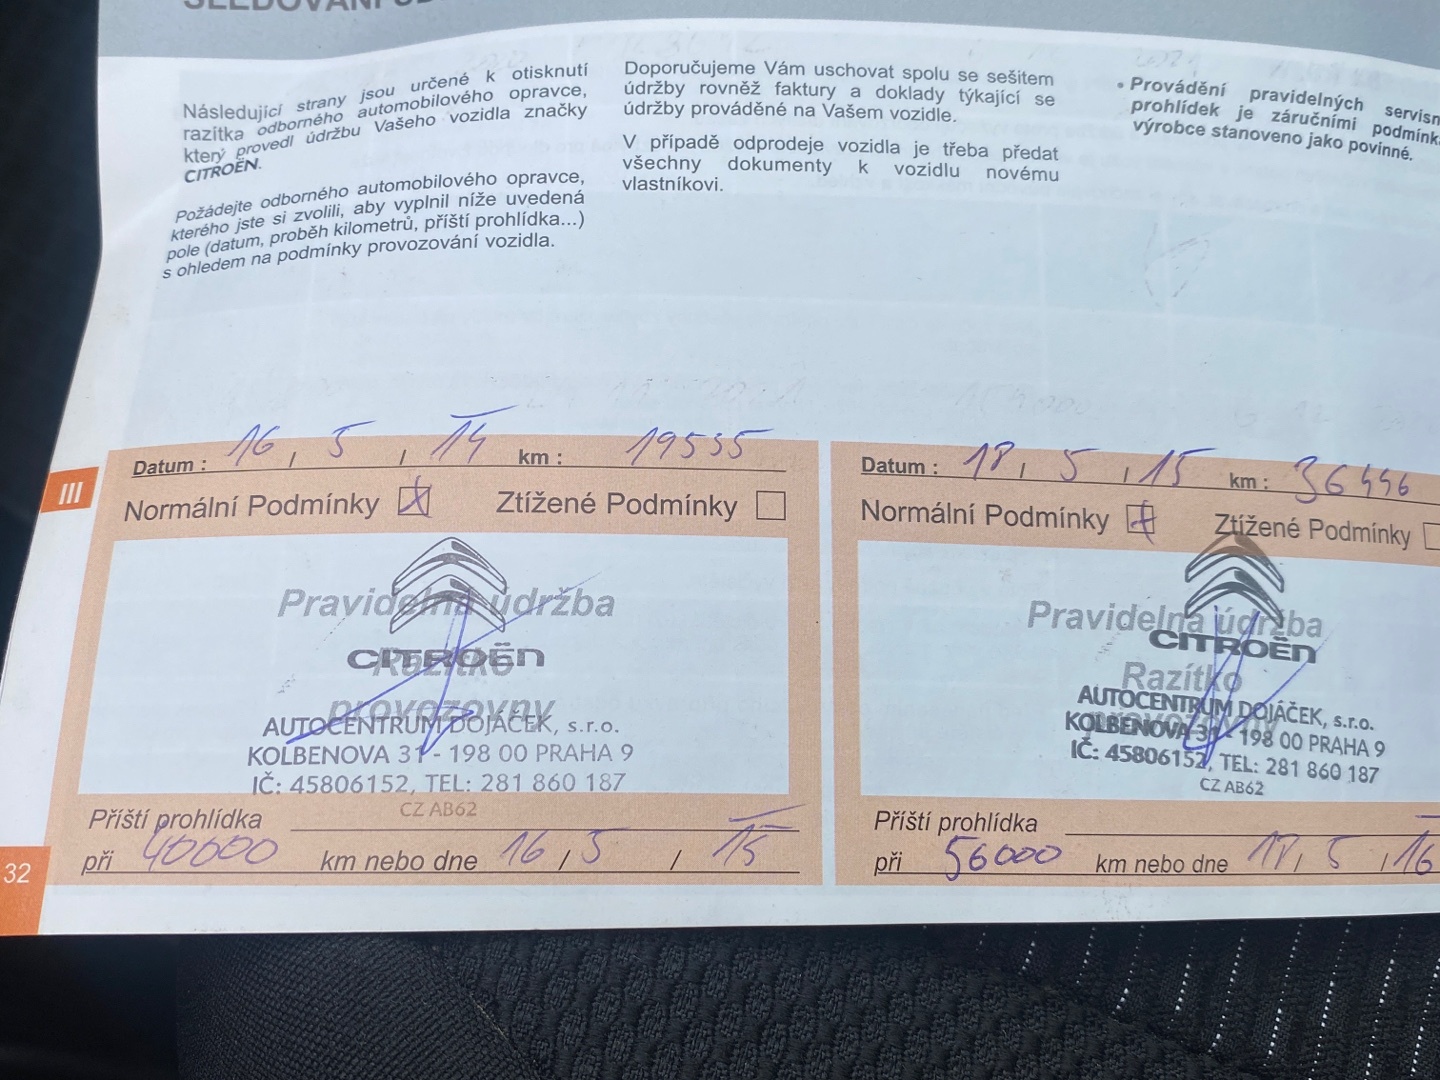 Následující strany jsou určené k otisknutí
razítka odborného automobilového opravce,
který provedl údržbu Vašeho vozidla značky
CITROËN.
Požádejte odborného automobilového opravce,
kterého jste si zvolili, aby vyplnil níže uvedená
pole (datum, proběh kilometrů, příští prohlídka...)
s ohledem na podmínky provozování vozidla.
Doporučujeme Vám uschovat spolu se sešitem
údržby rovněž faktury a doklady týkající se
údržby prováděné na Vašem vozidle.
V případě odprodeje vozidla je třeba předat
všechny dokumenty k vozidlu novému
vlastníkovi.
• Provádění pravidelných servisn
prohlídek je záručními podmínka
výrobce stanoveno jako povinné.
III
Datum : 16 / 5 / 14 km : 19535
Normální Podmínky Ztížené Podmínky
Pravidelná údržba
CITROËN
Razítko
provozovny
AUTOCENTRUM DOJÁČEK, s.r.o.
KOLBENOVA 31 - 198 00 PRAHA 9
IČ: 45806152, TEL: 281 860 187
CZ AB62
Příští prohlídka
při 40000 km nebo dne 16 / 5 / 15
Datum : 18 / 5 / 15 km : 36446
Normální Podmínky Ztížené Podmínky
Pravidelná údržba
CITROËN
Razítko
AUTOCENTRUM DOJÁČEK, s.r.o.
KOLBENOVA 31 - 198 00 PRAHA 9
IČ: 45806152, TEL: 281 860 187
CZ AB62
Příští prohlídka
při 56000 km nebo dne 18 / 5 / 16
32